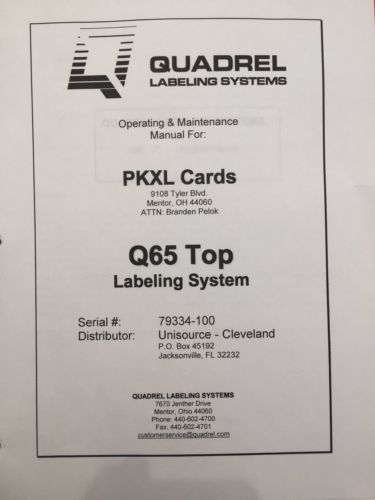 QUADREL
LABELING SYSTEMS
Operating & Maintenance
Manual For:
PKXL Cards
9108 Tyler Blvd.
Mentor, OH 44060
ATTN: Branden Pelok
Q65 Top
Labeling System
Serial #: 79334-100
Distributor: Unisource - Cleveland
P.O. Box 45192
Jacksonville, FL 32232
QUADREL LABELING SYSTEMS
7670 Jenther Drive
Mentor, Ohio 44060
Phone: 440-602-4700
Fax: 440-602-4701
customerservice@quadrel.com